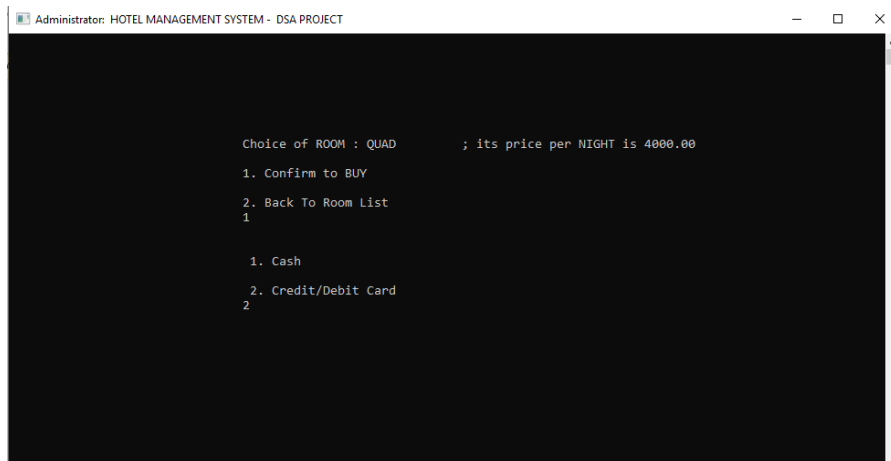 Administrator: HOTEL MANAGEMENT SYSTEM - DSA PROJECT
Choice of ROOM : QUAD ; its price per NIGHT is 4000.00
1. Confirm to BUY
2. Back To Room List
1
1. Cash
2. Credit/Debit Card
2